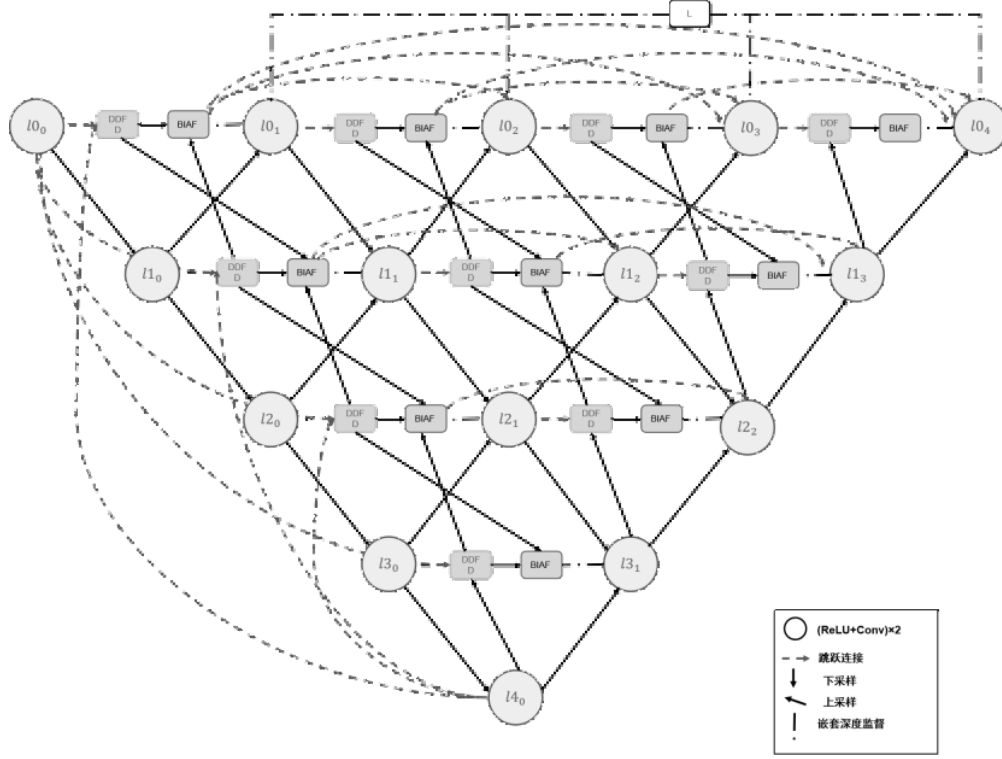 L
l0₀
DDF
D
BIAF
l0₁
DDF
D
BIAF
l0₂
DDF
D
BIAF
l0₃
DDF
D
BIAF
l0₄
l1₀
DDF
D
BIAF
l1₁
DDF
D
BIAF
l1₂
DDF
D
BIAF
l1₃
l2₀
DDF
D
BIAF
l2₁
DDF
D
BIAF
l2₂
l3₀
DDF
D
BIAF
l3₁
l4₀
(ReLU+Conv)×2
跳跃连接
下采样
上采样
嵌套深度监督